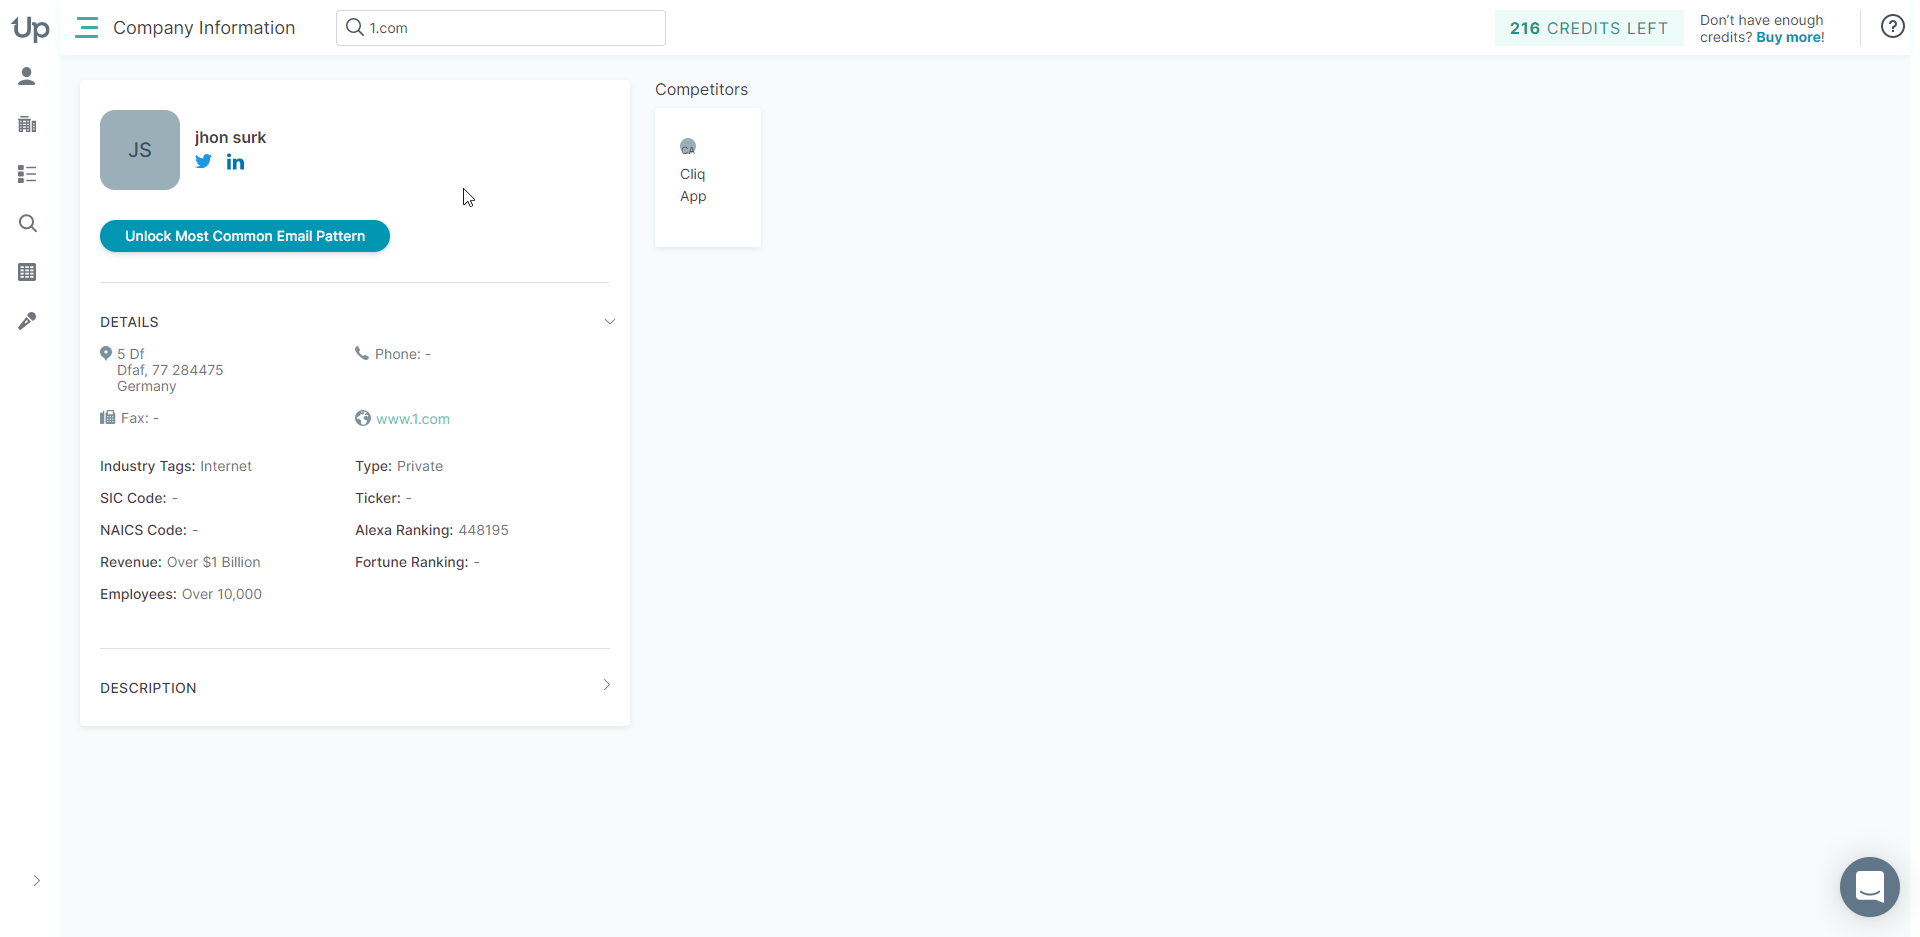 Up
Company Information
1.com
216 CREDITS LEFT
Don't have enough
credits? Buy more!
JS
jhon surk
Unlock Most Common Email Pattern
DETAILS
5 Df
Dfaf, 77 284475
Germany
Phone: -
Fax: -
www.1.com
Industry Tags: Internet
Type: Private
SIC Code: -
Ticker: -
NAICS Code: -
Alexa Ranking: 448195
Revenue: Over $1 Billion
Fortune Ranking: -
Employees: Over 10,000
DESCRIPTION
Competitors
CA
Cliq
App